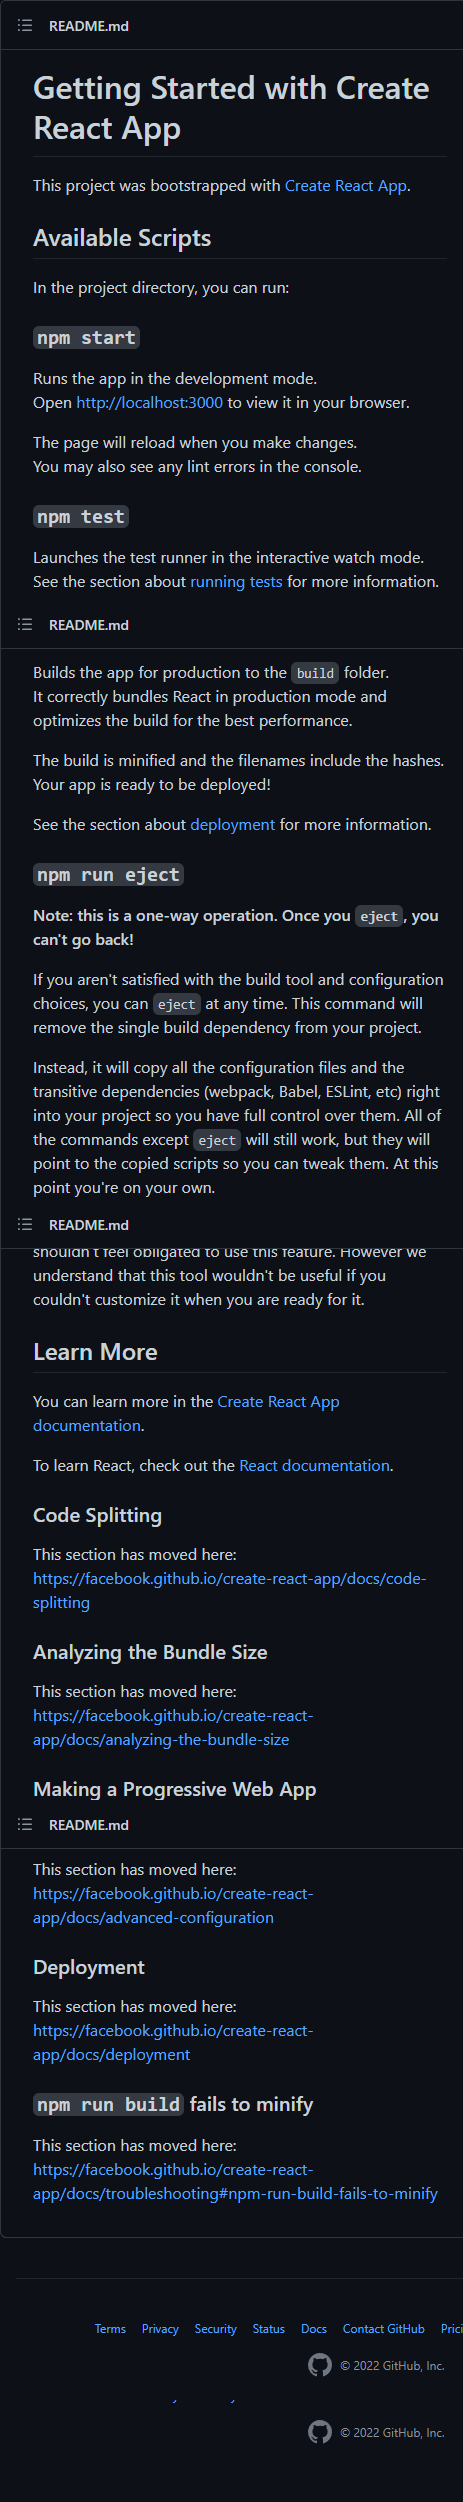 README.md
Getting Started with Create
React App
This project was bootstrapped with Create React App.
Available Scripts
In the project directory, you can run:
npm start
Runs the app in the development mode.
Open http://localhost:3000 to view it in your browser.
The page will reload when you make changes.
You may also see any lint errors in the console.
npm test
Launches the test runner in the interactive watch mode.
See the section about running tests for more information.
README.md
Builds the app for production to the build folder.
It correctly bundles React in production mode and
optimizes the build for the best performance.
The build is minified and the filenames include the hashes.
Your app is ready to be deployed!
See the section about deployment for more information.
npm run eject
Note: this is a one-way operation. Once you eject, you
can't go back!
If you aren't satisfied with the build tool and configuration
choices, you can eject at any time. This command will
remove the single build dependency from your project.
Instead, it will copy all the configuration files and the
transitive dependencies (webpack, Babel, ESLint, etc) right
into your project so you have full control over them. All of
the commands except eject will still work, but they will
point to the copied scripts so you can tweak them. At this
point you're on your own.
README.md
shouldn't feel obligated to use this feature. However we
understand that this tool wouldn't be useful if you
couldn't customize it when you are ready for it.
Learn More
You can learn more in the Create React App
documentation.
To learn React, check out the React documentation.
Code Splitting
This section has moved here:
https://facebook.github.io/create-react-app/docs/code-
splitting
Analyzing the Bundle Size
This section has moved here:
https://facebook.github.io/create-react-
app/docs/analyzing-the-bundle-size
Making a Progressive Web App
README.md
This section has moved here:
https://facebook.github.io/create-react-
app/docs/advanced-configuration
Deployment
This section has moved here:
https://facebook.github.io/create-react-
app/docs/deployment
npm run build fails to minify
This section has moved here:
https://facebook.github.io/create-react-
app/docs/troubleshooting#npm-run-build-fails-to-minify
Terms Privacy Security Status Docs Contact GitHub Prici
© 2022 GitHub, Inc.
© 2022 GitHub, Inc.